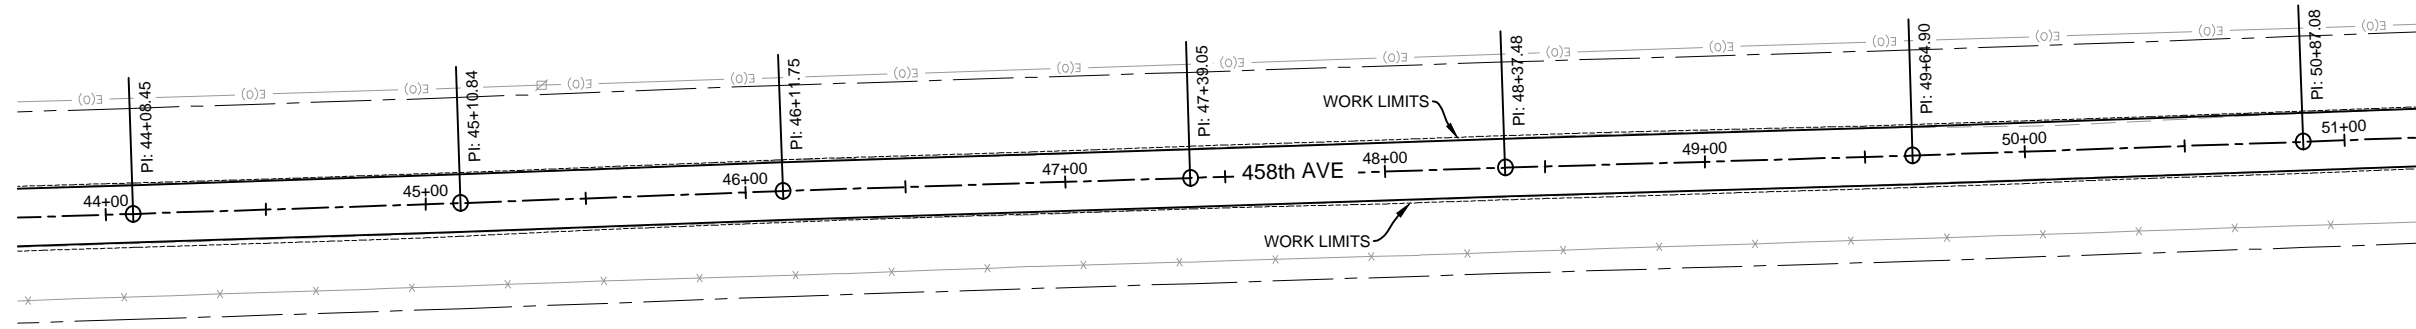 PI: 44+08.45
PI: 45+10.84
PI: 46+11.75
PI: 47+39.05
PI: 48+37.48
PI: 49+64.90
PI: 50+87.08
E(O) E(O) E(O) E(O) E(O) E(O) E(O) E(O) E(O) E(O) E(O) E(O) E(O) E(O) E(O)
WORK LIMITS
44+00
45+00
46+00
47+00
458th AVE
48+00
49+00
50+00
51+00
WORK LIMITS